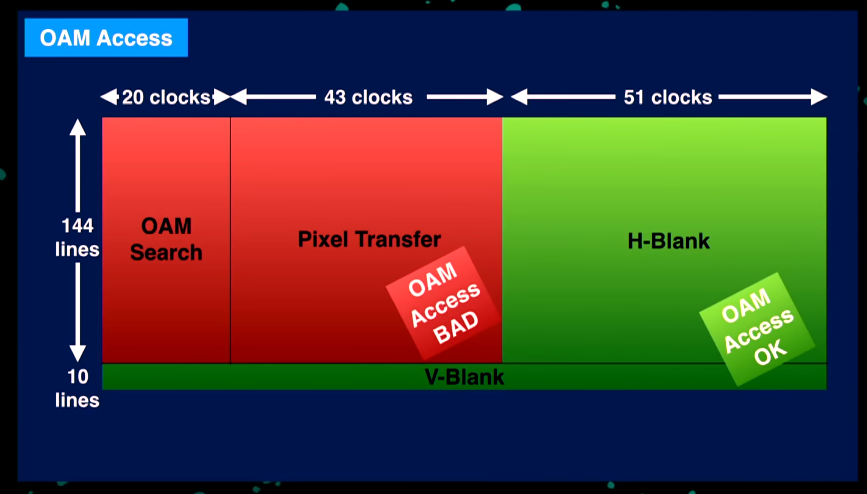 OAM Access
20 clocks
43 clocks
51 clocks
144
lines
OAM
Search
Pixel Transfer
H-Blank
OAM
Access
BAD
OAM
Access
OK
10
lines
V-Blank